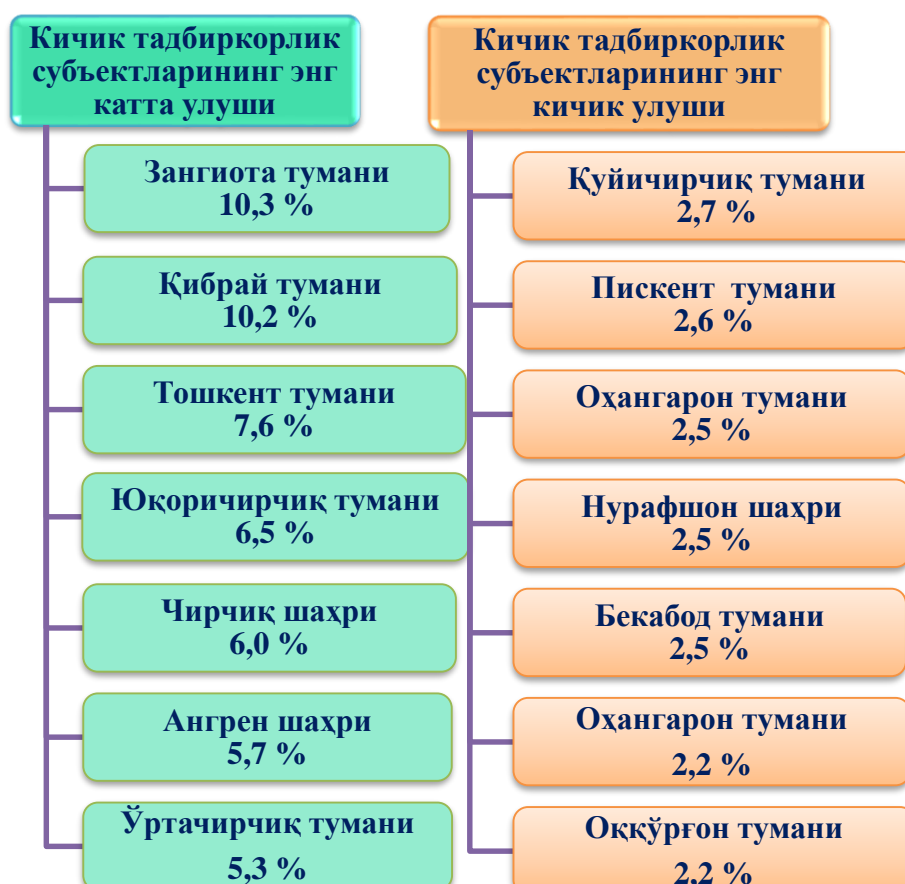 Кичик тадбиркорлик
субъектларининг энг
катта улуши
Зангиота тумани
10,3 %
Қибрай тумани
10,2 %
Тошкент тумани
7,6 %
Юқоричирчиқ тумани
6,5 %
Чирчиқ шаҳри
6,0 %
Ангрен шаҳри
5,7 %
Ўртачирчиқ тумани
5,3 %
Кичик тадбиркорлик
субъектларининг энг
кичик улуши
Қуйичирчиқ тумани
2,7 %
Пискент тумани
2,6 %
Оҳангарон тумани
2,5 %
Нурафшон шаҳри
2,5 %
Бекабод тумани
2,5 %
Оҳангарон тумани
2,2 %
Оққўрғон тумани
2,2 %